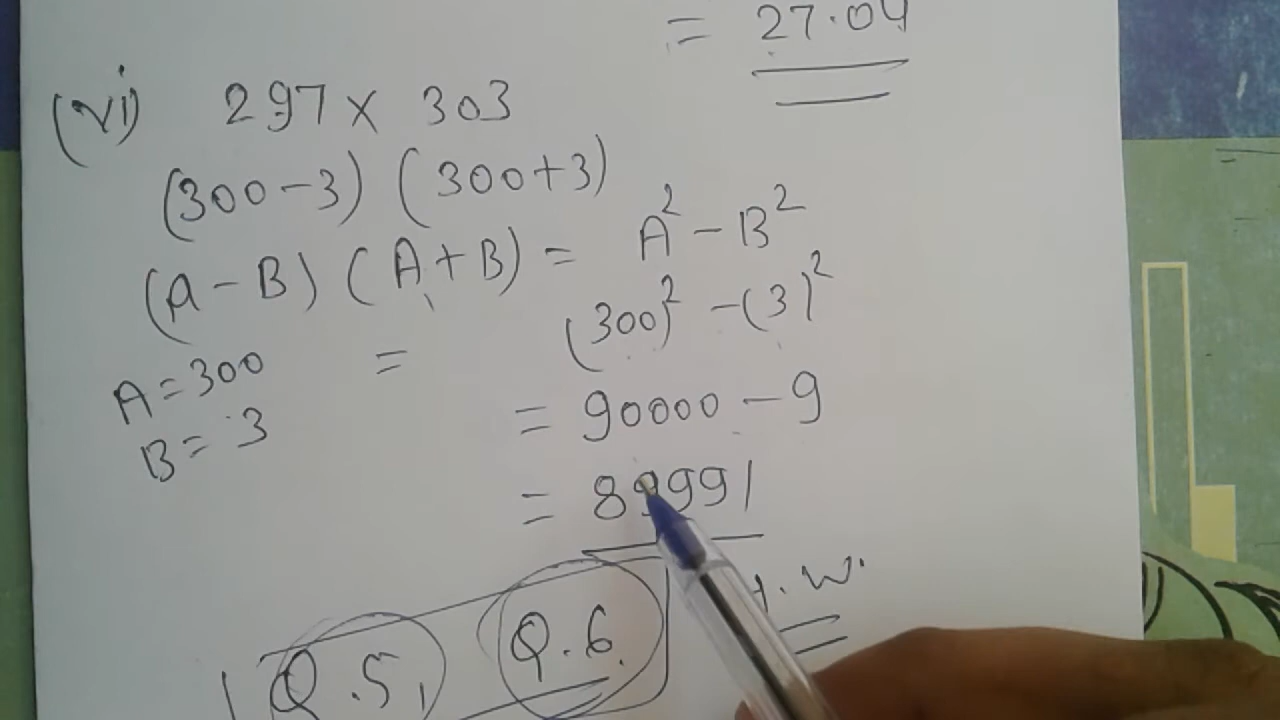 = 27.04
(vi) 297 × 303
(300-3) (300+3)
(A-B) (A+B) = A² - B²
A=300 = (300)² - (3)²
B= 3
= 90000 - 9
= 89991
Q.5, Q.6 H.W.